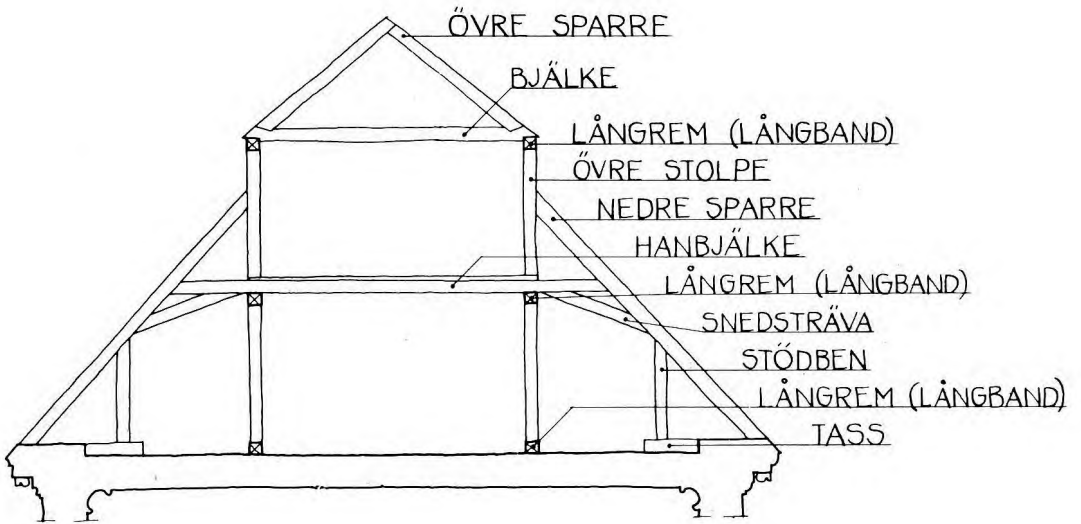 ÖVRE SPARRE
BJÄLKE
LÅNGREM (LÅNGBAND)
ÖVRE STOLPE
NEDRE SPARRE
HANBJÄLKE
LÅNGREM (LÅNGBAND)
SNEDSTRÄVA
STÖDBEN
LÅNGREM (LÅNGBAND)
TASS